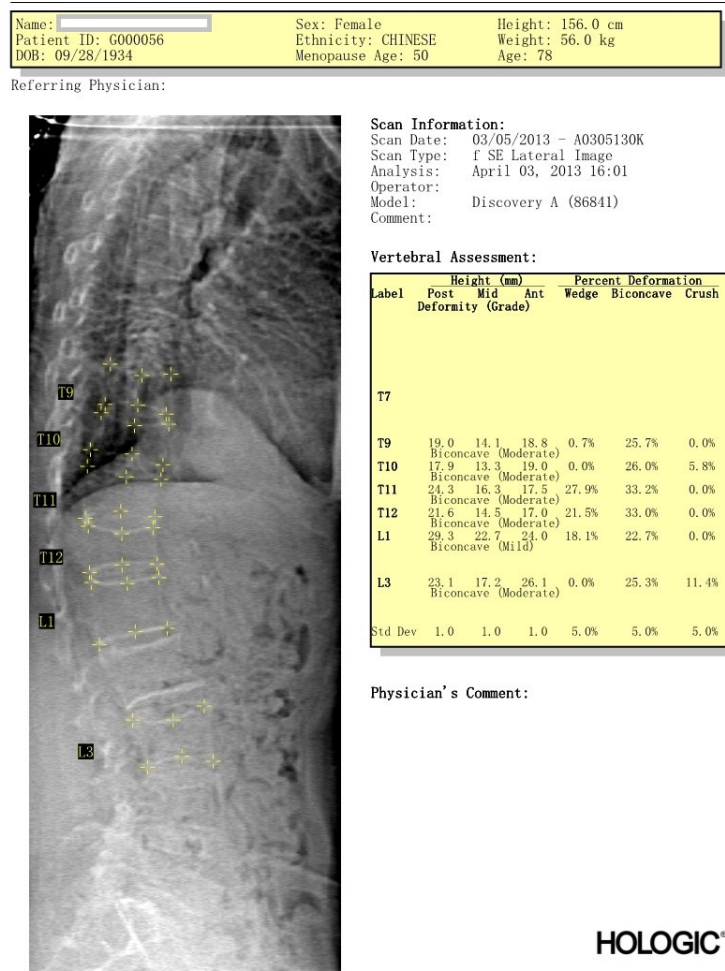 Name: Sex: Female Height: 156.0 cm
Patient ID: G000056 Ethnicity: CHINESE Weight: 56.0 kg
DOB: 09/28/1934 Menopause Age: 50 Age: 78
Referring Physician:
Scan Information:
Scan Date: 03/05/2013 - A0305130K
Scan Type: f SE Lateral Image
Analysis: April 03, 2013 16:01
Operator:
Model: Discovery A (86841)
Comment:
Vertebral Assessment:
Height (mm) Percent Deformation
Label Post Mid Ant Wedge Biconcave Crush
Deformity (Grade)
T7
T9 19.0 14.1 18.8 0.7% 25.7% 0.0%
Biconcave (Moderate)
T10 17.9 13.3 19.0 0.0% 26.0% 5.8%
Biconcave (Moderate)
T11 24.3 16.3 17.5 27.9% 33.2% 0.0%
Biconcave (Moderate)
T12 21.6 14.5 17.0 21.5% 33.0% 0.0%
Biconcave (Moderate)
L1 29.3 22.7 24.0 18.1% 22.7% 0.0%
Biconcave (Mild)
L3 23.1 17.2 26.1 0.0% 25.3% 11.4%
Biconcave (Moderate)
Std Dev 1.0 1.0 1.0 5.0% 5.0% 5.0%
Physician's Comment:
T9
T10
T11
T12
L1
L3
HOLOGIC®